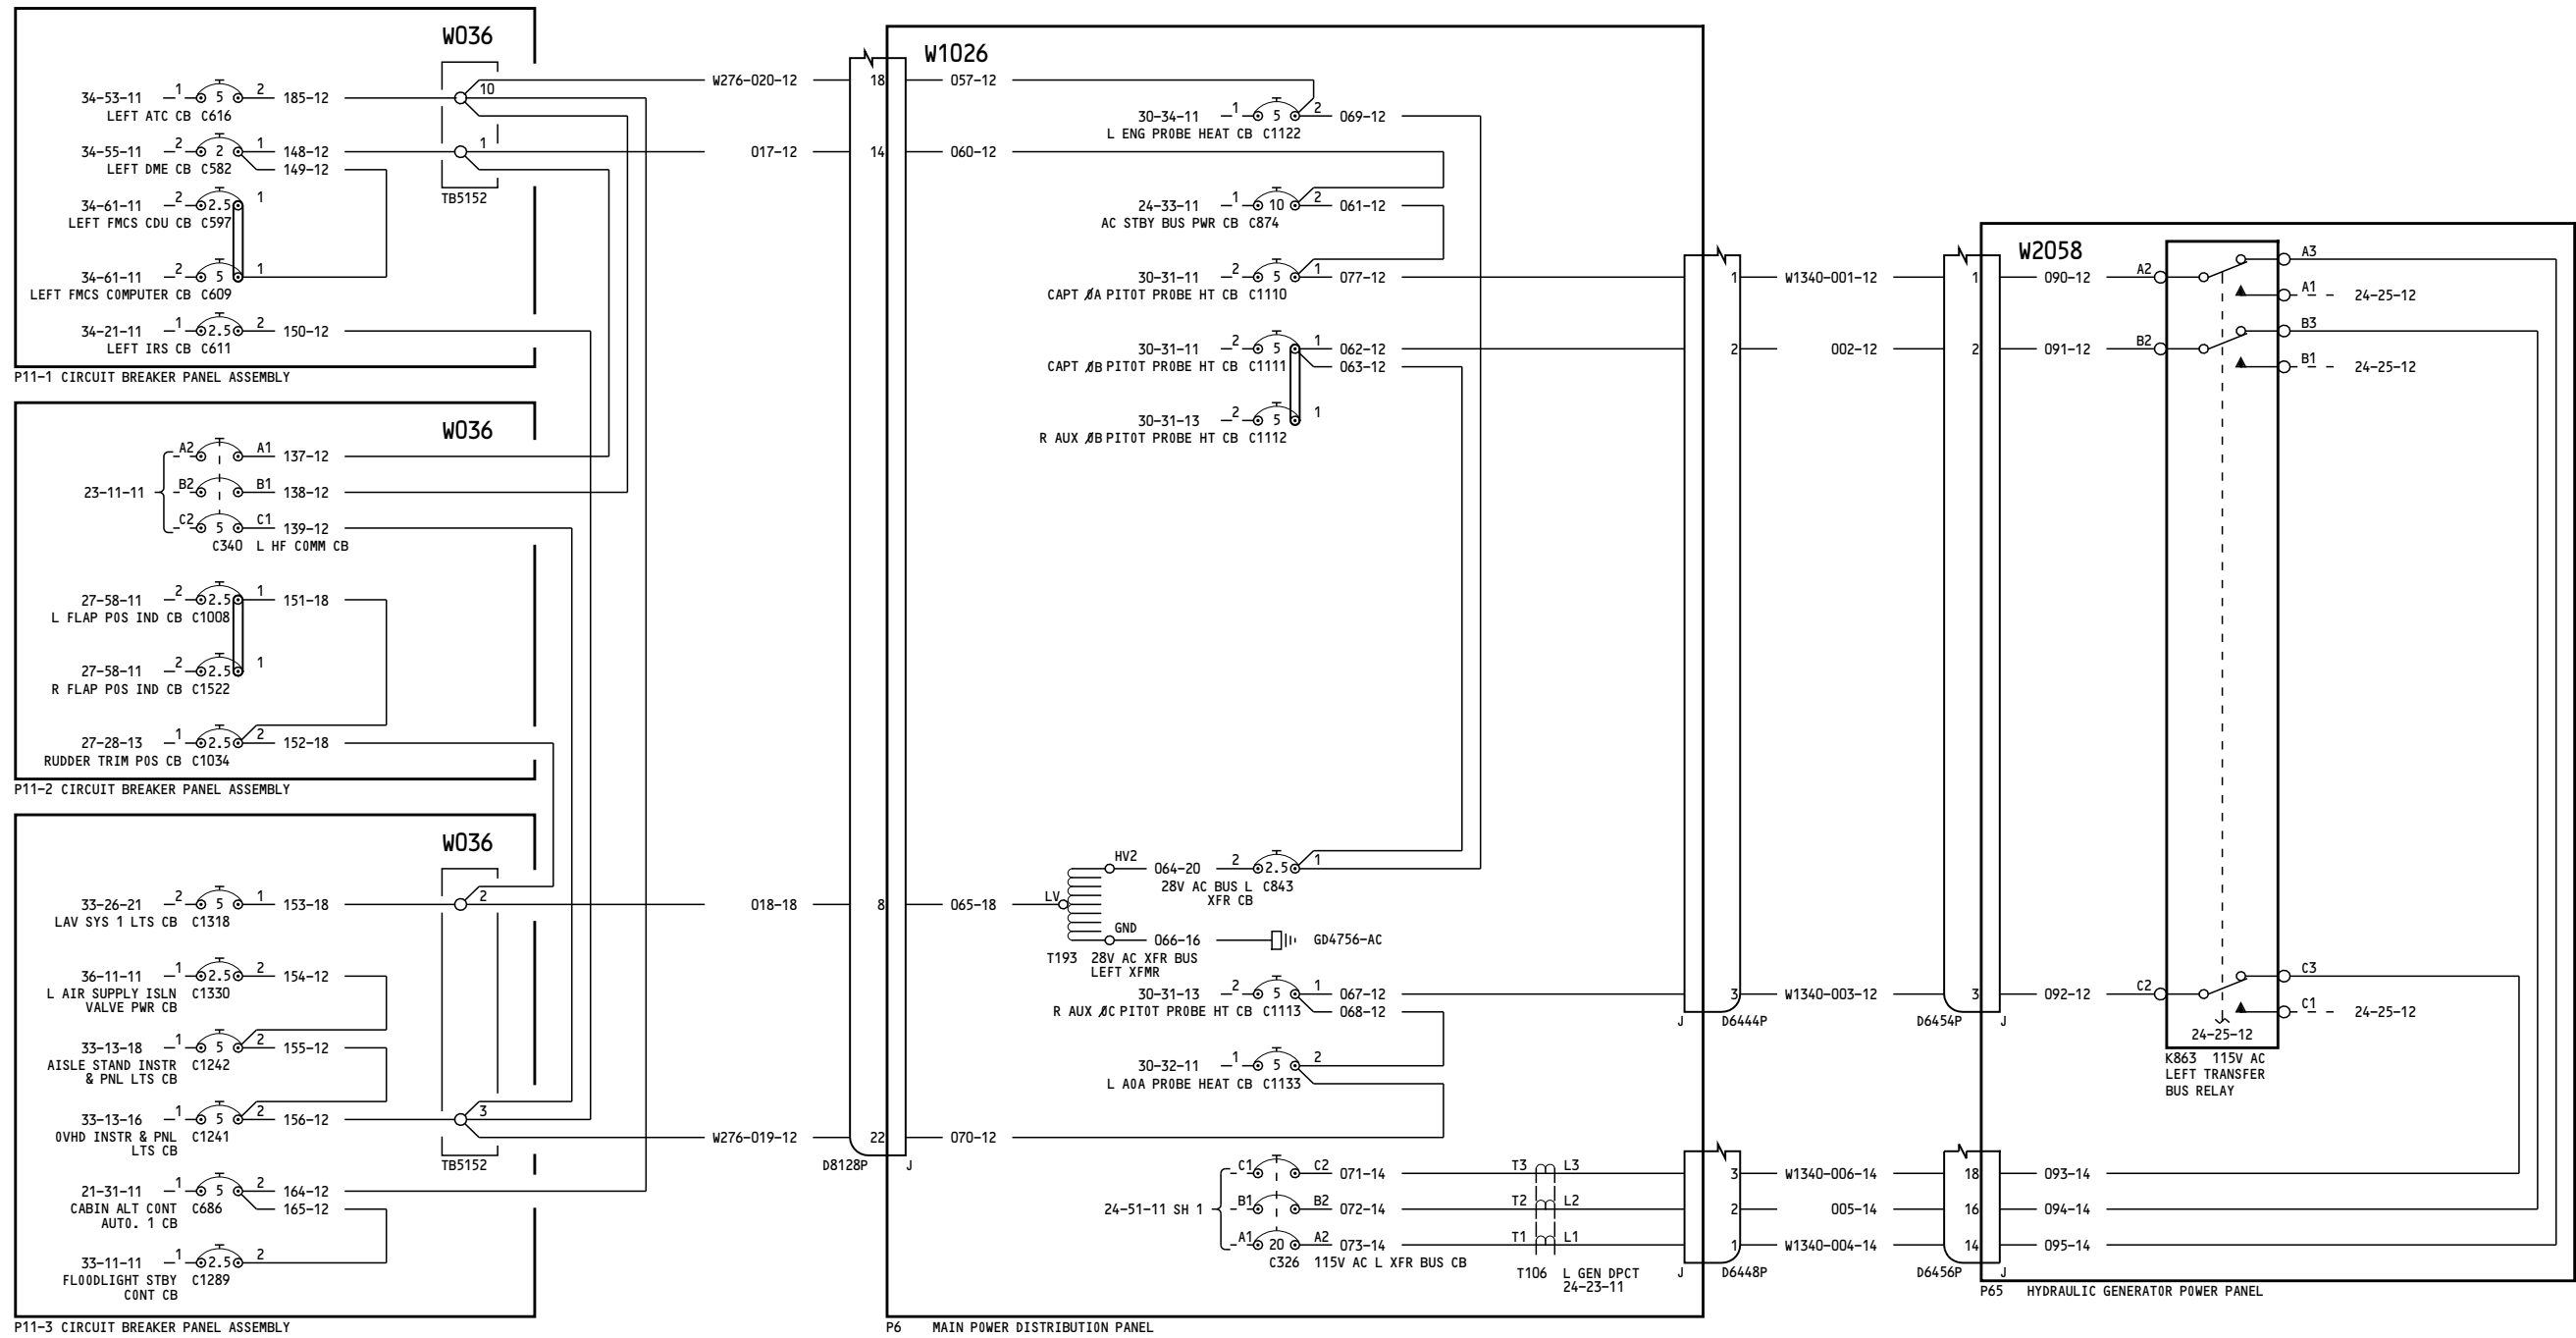 W036
34-53-11 1 5 2 185-12 10
LEFT ATC CB C616
34-55-11 2 2 1 148-12 1
LEFT DME CB C582 149-12
34-61-11 2 2.5 1 TB5152
LEFT FMCS CDU CB C597
34-61-11 2 5 1
LEFT FMCS COMPUTER CB C609
34-21-11 1 2.5 2 150-12
LEFT IRS CB C611
P11-1 CIRCUIT BREAKER PANEL ASSEMBLY
W036
A2 A1 137-12
23-11-11 B2 B1 138-12
C2 5 C1 139-12
C340 L HF COMM CB
27-58-11 2 2.5 1 151-18
L FLAP POS IND CB C1008
27-58-11 2 2.5 1
R FLAP POS IND CB C1522
27-28-13 1 2.5 2 152-18
RUDDER TRIM POS CB C1034
P11-2 CIRCUIT BREAKER PANEL ASSEMBLY
W036
33-26-21 2 5 1 153-18 2
LAV SYS 1 LTS CB C1318
36-11-11 1 2.5 2 154-12
L AIR SUPPLY ISLN C1330
VALVE PWR CB
33-13-18 1 5 2 155-12
AISLE STAND INSTR C1242
& PNL LTS CB
33-13-16 1 5 2 156-12 3
OVHD INSTR & PNL C1241
LTS CB
TB5152
21-31-11 1 5 2 164-12
CABIN ALT CONT C686 165-12
AUTO. 1 CB
33-11-11 1 2.5 2
FLOODLIGHT STBY C1289
CONT CB
P11-3 CIRCUIT BREAKER PANEL ASSEMBLY
W276-020-12 18
017-12 14
018-18 8
W276-019-12 22
D8128P J
W1026
057-12
30-34-11 1 5 2 069-12
L ENG PROBE HEAT CB C1122
060-12
24-33-11 1 10 2 061-12
AC STBY BUS PWR CB C874
30-31-11 2 5 1 077-12
CAPT ØA PITOT PROBE HT CB C1110
30-31-11 2 5 1 062-12
CAPT ØB PITOT PROBE HT CB C1111 063-12
30-31-13 2 5 1
R AUX ØB PITOT PROBE HT CB C1112
HV2 064-20 2 2.5 1
28V AC BUS L C843
XFR CB
065-18 LV
GND 066-16 GD4756-AC
T193 28V AC XFR BUS
LEFT XFMR
30-31-13 2 5 1 067-12
R AUX ØC PITOT PROBE HT CB C1113 068-12
30-32-11 1 5 2
L AOA PROBE HEAT CB C1133
070-12
C1 C2 071-14 T3 L3
24-51-11 SH 1 B1 B2 072-14 T2 L2
A1 20 A2 073-14 T1 L1
C326 115V AC L XFR BUS CB
T106 L GEN DPCT
24-23-11
P6 MAIN POWER DISTRIBUTION PANEL
1 W1340-001-12 1
2 002-12 2
3 W1340-003-12 3
J D6444P D6454P J
3 W1340-006-14 18
2 005-14 16
1 W1340-004-14 14
J D6448P D6456P J
W2058
A3
090-12 A2
A1 24-25-12
B3
091-12 B2
B1 24-25-12
C3
092-12 C2
C1 24-25-12
24-25-12
K863 115V AC
LEFT TRANSFER
BUS RELAY
093-14
094-14
095-14
P65 HYDRAULIC GENERATOR POWER PANEL